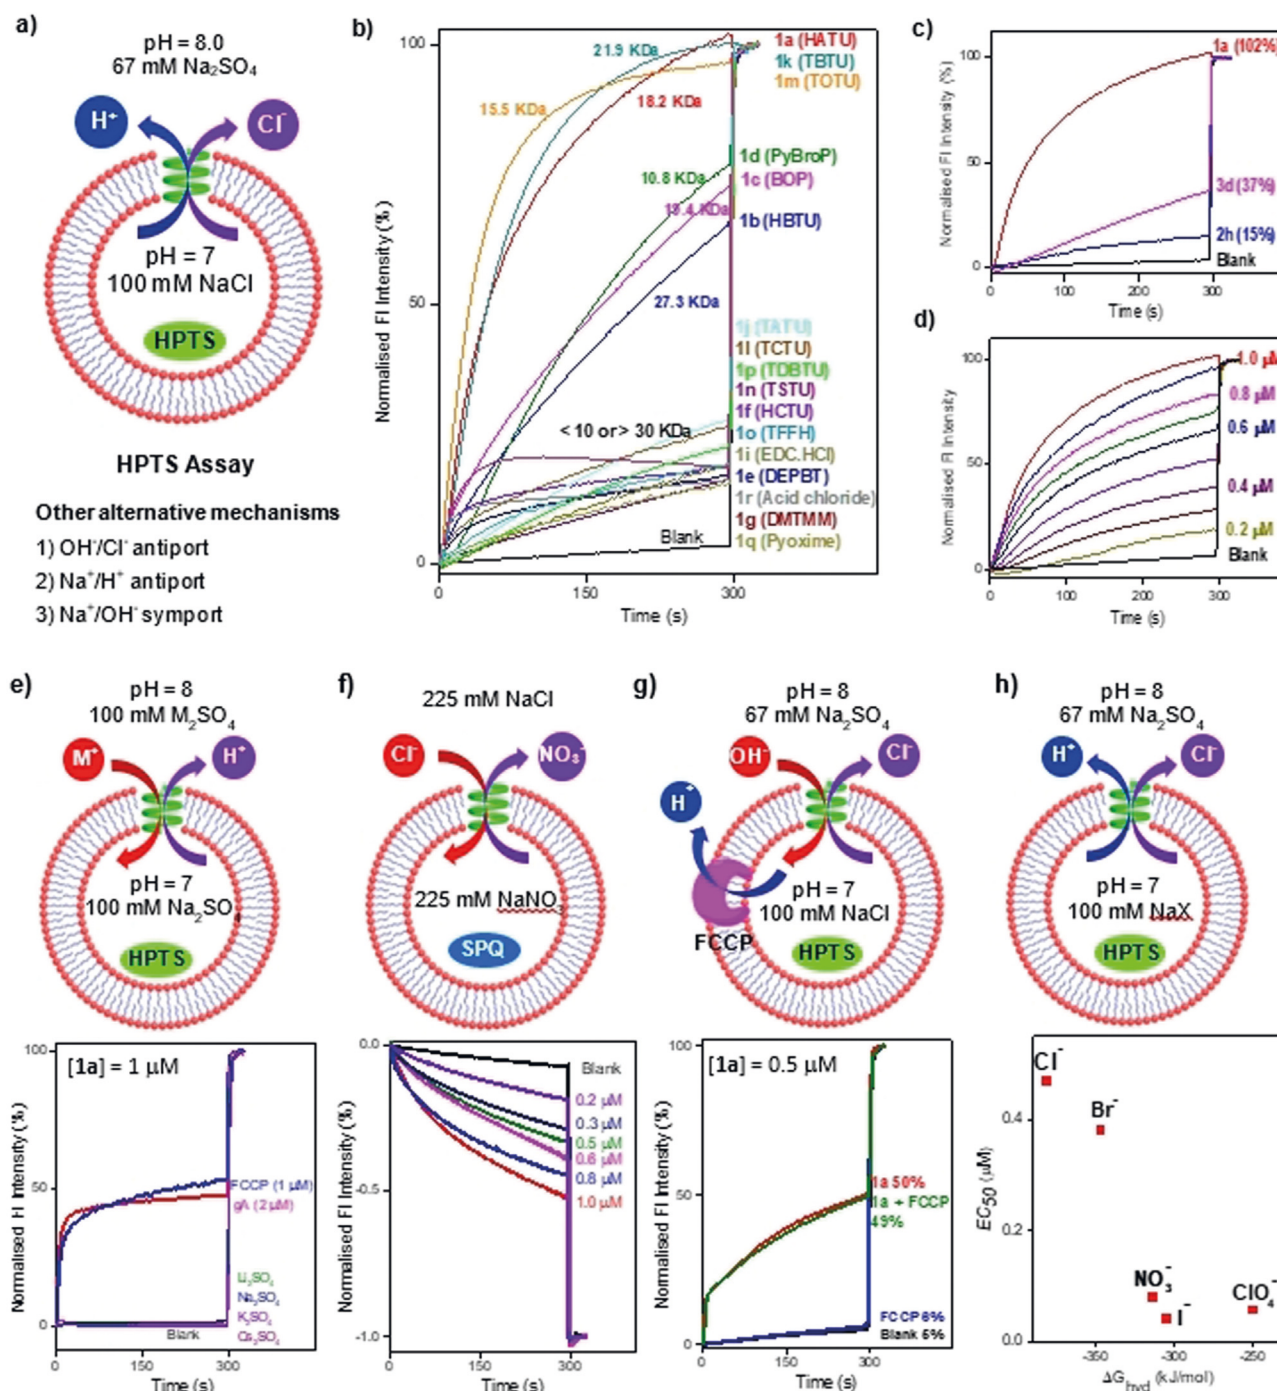 a)
pH = 8.0
67 mM Na₂SO₄
H⁺
Cl⁻
pH = 7
100 mM NaCl
HPTS
HPTS Assay
Other alternative mechanisms
1) OH⁻/Cl⁻ antiport
2) Na⁺/H⁺ antiport
3) Na⁺/OH⁻ symport
b)
Normalised FI Intensity (%)
100
50
0
21.9 KDa
15.5 KDa
18.2 KDa
10.8 KDa
27.3 KDa
< 10 or > 30 KDa
Blank
1a (HATU)
1k (TBTU)
1m (TOTU)
1d (PyBroP)
1c (BOP)
1b (HBTU)
1j (TATU)
1l (TCTU)
1p (TDBTU)
1n (TSTU)
1f (HCTU)
1o (TFFH)
1i (EDC.HCl)
1e (DEPBT)
1r (Acid chloride)
1g (DMTMM)
1q (Pyoxime)
0
150
300
Time (s)
c)
Normalised FI Intensity (%)
100
50
0
1a (102%)
3d (37%)
2h (15%)
Blank
0
100
200
300
Time (s)
d)
Normalised FI Intensity
100
50
0
1.0 μM
0.8 μM
0.6 μM
0.4 μM
0.2 μM
Blank
0
100
200
300
Time (s)
e)
pH = 8
100 mM M₂SO₄
M⁺
H⁺
pH = 7
100 mM Na₂SO₄
HPTS
Normalised FI Intensity (%)
100
50
0
[1a] = 1 μM
FCCP (1 μM)
gA (2 μM)
Li₂SO₄
Na₂SO₄
K₂SO₄
Cs₂SO₄
Blank
0
150
300
Time (s)
f)
225 mM NaCl
Cl⁻
NO₃⁻
225 mM NaNO₃
SPQ
Normalised FI Intensity (%)
0.0
-0.5
-1.0
Blank
0.2 μM
0.3 μM
0.5 μM
0.6 μM
0.8 μM
1.0 μM
0
150
300
Time (s)
g)
pH = 8
67 mM Na₂SO₄
OH⁻
Cl⁻
H⁺
pH = 7
100 mM NaCl
FCCP
HPTS
Normalised FI Intensity (%)
100
50
0
[1a] = 0.5 μM
1a 50%
1a + FCCP
49%
FCCP 6%
Blank 5%
0
150
300
Time (s)
h)
pH = 8
67 mM Na₂SO₄
H⁺
Cl⁻
pH = 7
100 mM NaX
HPTS
EC₅₀ (μM)
0.4
0.2
0.0
Cl⁻
Br⁻
NO₃⁻
I⁻
ClO₄⁻
-350
-300
-250
ΔG_hyd (kJ/mol)